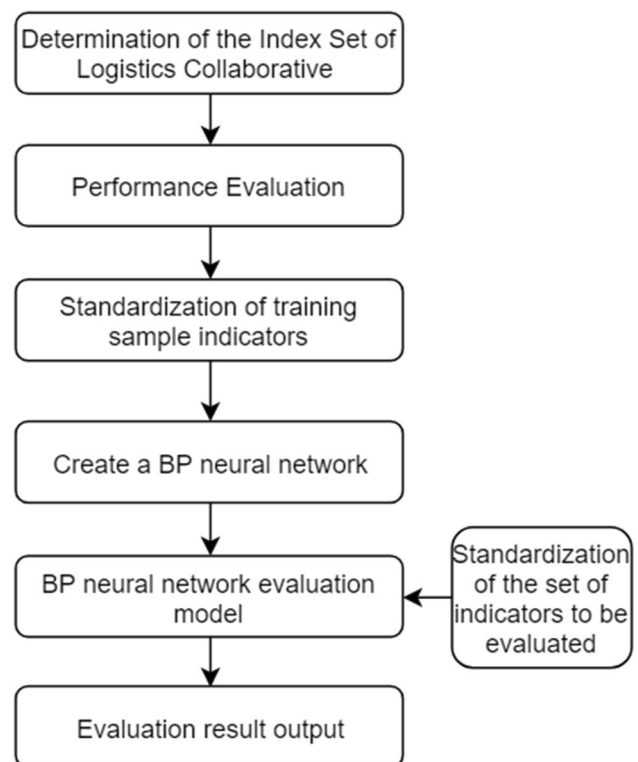 Determination of the Index Set of
Logistics Collaborative
Performance Evaluation
Standardization of training
sample indicators
Create a BP neural network
BP neural network evaluation
model
Standardization
of the set of
indicators to be
evaluated
Evaluation result output